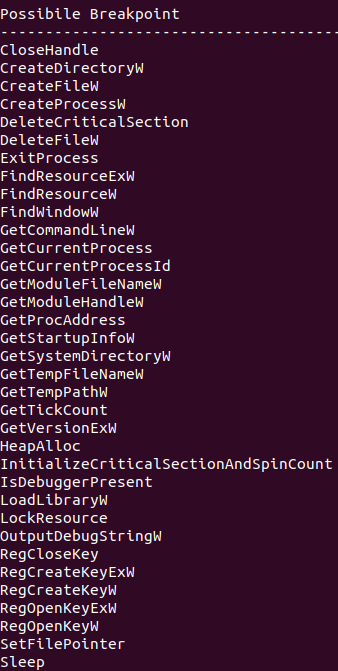 Possibile Breakpoint
--------------------------------------
CloseHandle
CreateDirectoryW
CreateFileW
CreateProcessW
DeleteCriticalSection
DeleteFileW
ExitProcess
FindResourceExW
FindResourceW
FindWindowW
GetCommandLineW
GetCurrentProcess
GetCurrentProcessId
GetModuleFileNameW
GetModuleHandleW
GetProcAddress
GetStartupInfoW
GetSystemDirectoryW
GetTempFileNameW
GetTempPathW
GetTickCount
GetVersionExW
HeapAlloc
InitializeCriticalSectionAndSpinCount
IsDebuggerPresent
LoadLibraryW
LockResource
OutputDebugStringW
RegCloseKey
RegCreateKeyExW
RegCreateKeyW
RegOpenKeyExW
RegOpenKeyW
SetFilePointer
Sleep